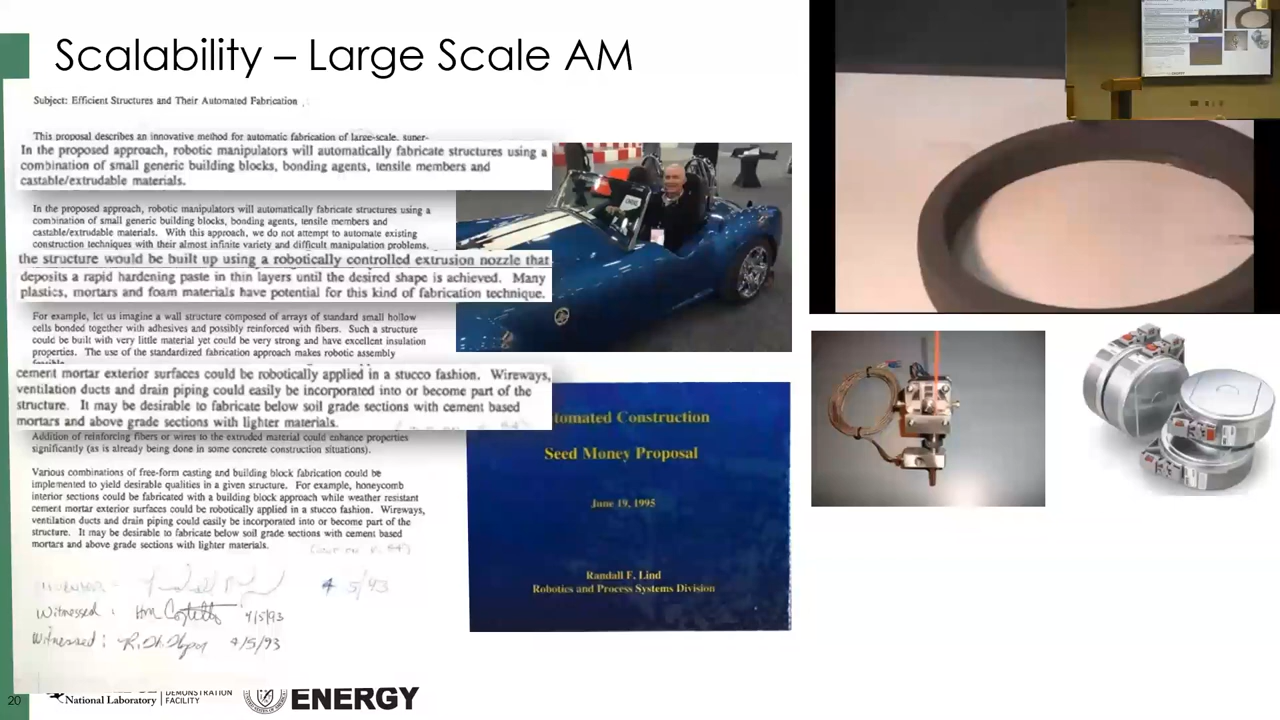 Scalability – Large Scale AM
Subject: Efficient Structures and Their Automated Fabrication
This proposal describes an innovative method for automatic fabrication of large-scale, super-
In the proposed approach, robotic manipulators will automatically fabricate structures using a
combination of small generic building blocks, bonding agents, tensile members and
castable/extrudable materials.
In the proposed approach, robotic manipulators will automatically fabricate structures using a
combination of small generic building blocks, bonding agents, tensile members and
castable/extrudable materials. With this approach, we do not attempt to automate existing
construction techniques with their almost infinite variety and difficult manipulation problems.
the structure would be built up using a robotically controlled extrusion nozzle that
deposits a rapid hardening paste in thin layers until the desired shape is achieved. Many
plastics, mortars and foam materials have potential for this kind of fabrication technique.
For example, let us imagine a wall structure composed of arrays of standard small hollow
cells bonded together with adhesives and possibly reinforced with fibers. Such a structure
could be built with very little material yet could be very strong and have excellent insulation
properties. The use of the standardized fabrication approach makes robotic assembly
cement mortar exterior surfaces could be robotically applied in a stucco fashion. Wireways,
ventilation ducts and drain piping could easily be incorporated into or become part of the
structure. It may be desirable to fabricate below soil grade sections with cement based
mortars and above grade sections with lighter materials.
Addition of reinforcing fibers or wires to the extruded material could enhance properties
significantly (as is already being done in some concrete construction situations).
Various combinations of free-form casting and building block fabrication could be
implemented to yield desirable qualities in a given structure. For example, honeycomb
interior sections could be fabricated with a building block approach while weather resistant
cement mortar exterior surfaces could be robotically applied in a stucco fashion. Wireways,
ventilation ducts and drain piping could easily be incorporated into or become part of the
structure. It may be desirable to fabricate below soil grade sections with cement based
mortars and above grade sections with lighter materials.
5/93
Witnessed : 4/5/93
Witnessed : 4/5/93
tomated Construction
Seed Money Proposal
June 19, 1995
Randall F. Lind
Robotics and Process Systems Division
20
National Laboratory
DEMONSTRATION
FACILITY
ENERGY